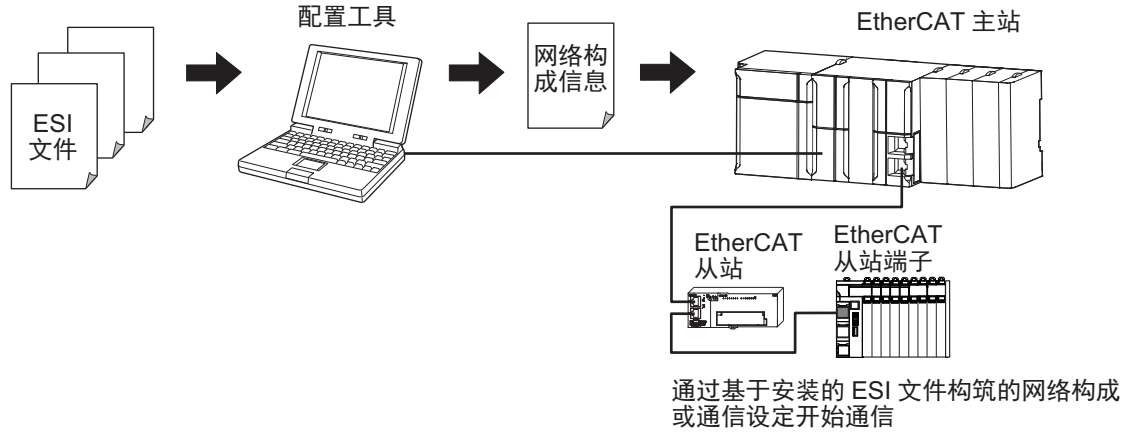 配置工具
EtherCAT 主站
ESI
文件
网络构
成信息
EtherCAT
从站
EtherCAT
从站端子
通过基于安装的 ESI 文件构筑的网络构成
或通信设定开始通信